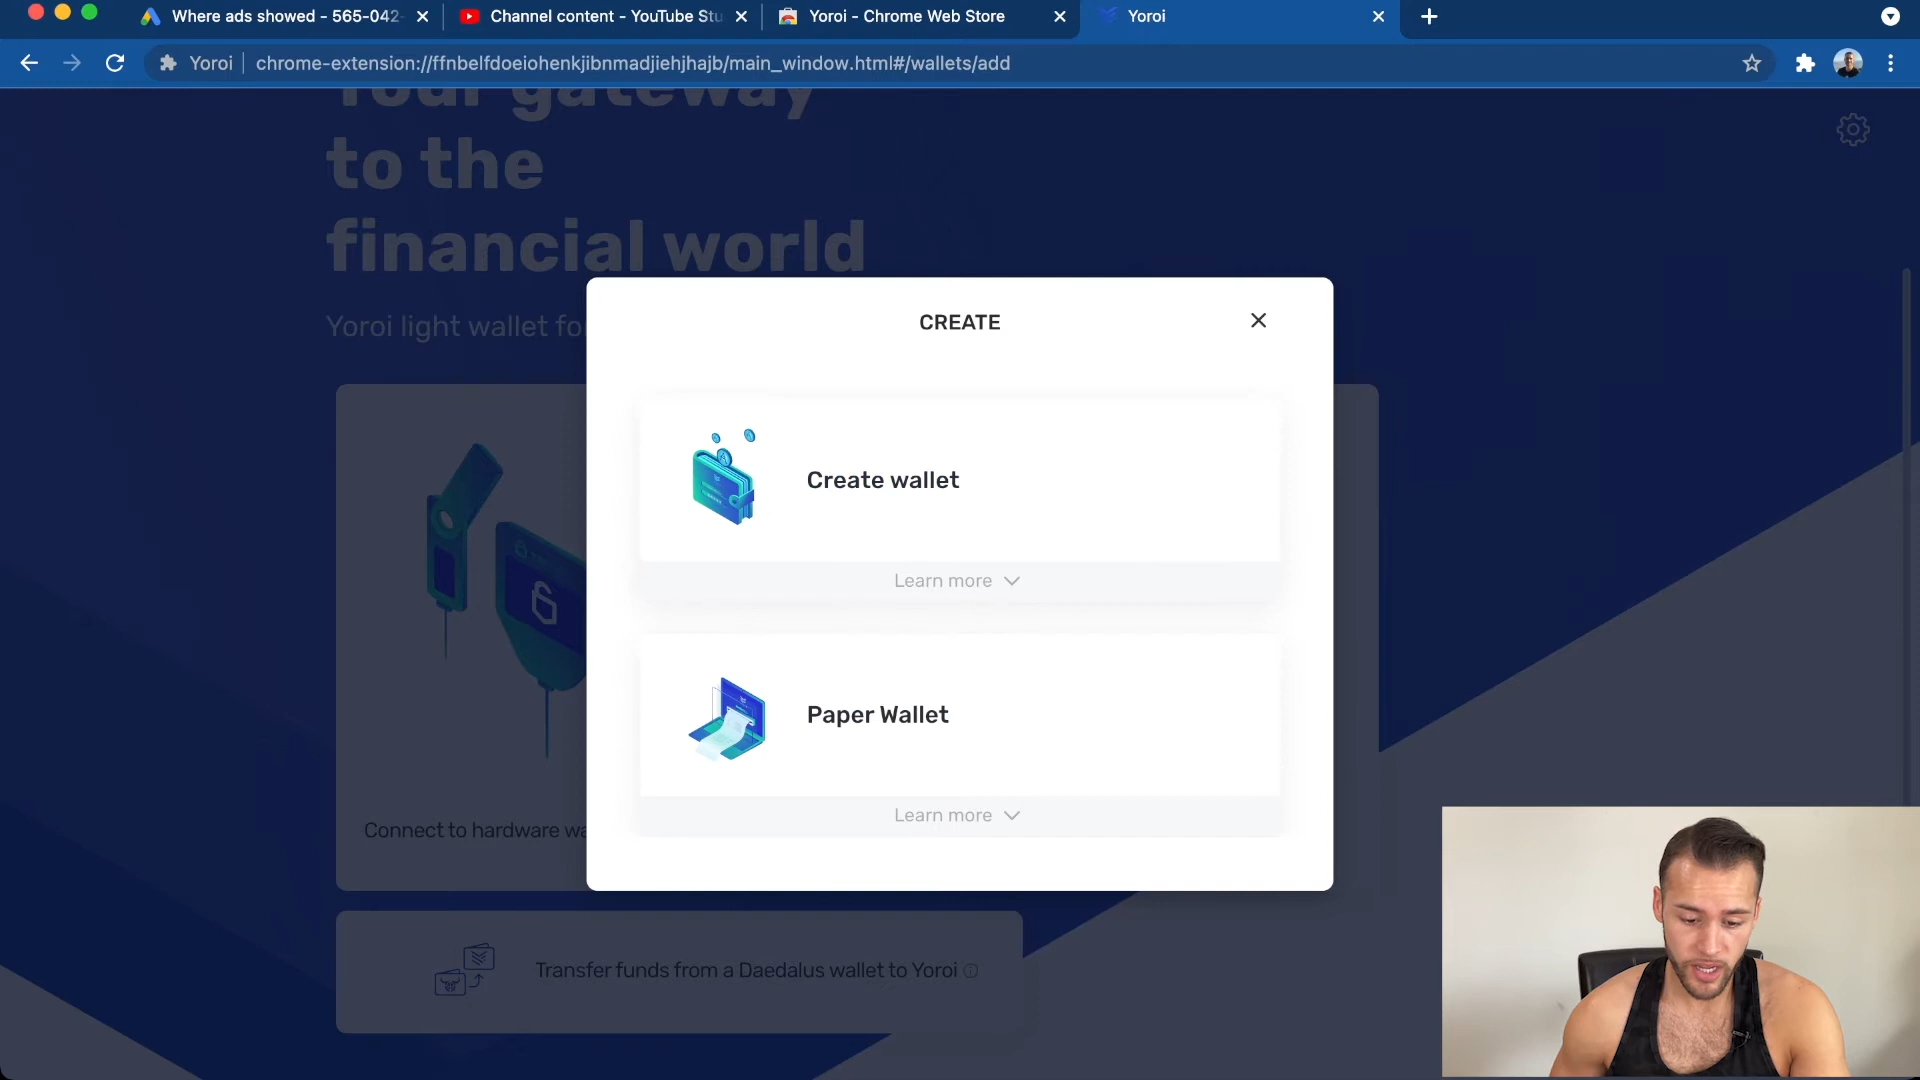 Where ads showed - 565-042-
Channel content - YouTube Stu
Yoroi - Chrome Web Store
Yoroi
Yoroi
chrome-extension://ffnbelfdoeiohenkjibnmadjiehjhajb/main_window.html#/wallets/add
Your gateway
to the
financial world
Yoroi light wallet fo
CREATE
Create wallet
Learn more
Paper Wallet
Learn more
Connect to hardware wa
Transfer funds from a Daedalus wallet to Yoroi